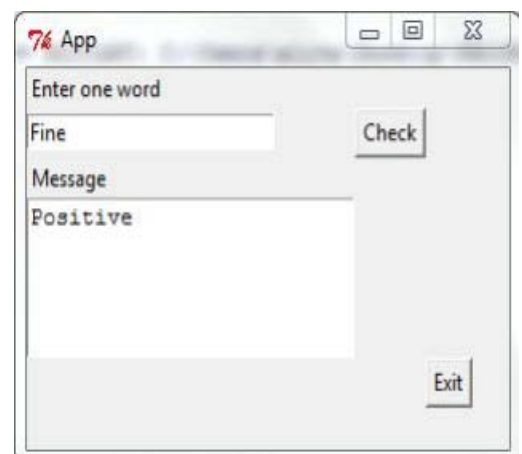 App
Enter one word
Fine
Check
Message
Positive
Exit